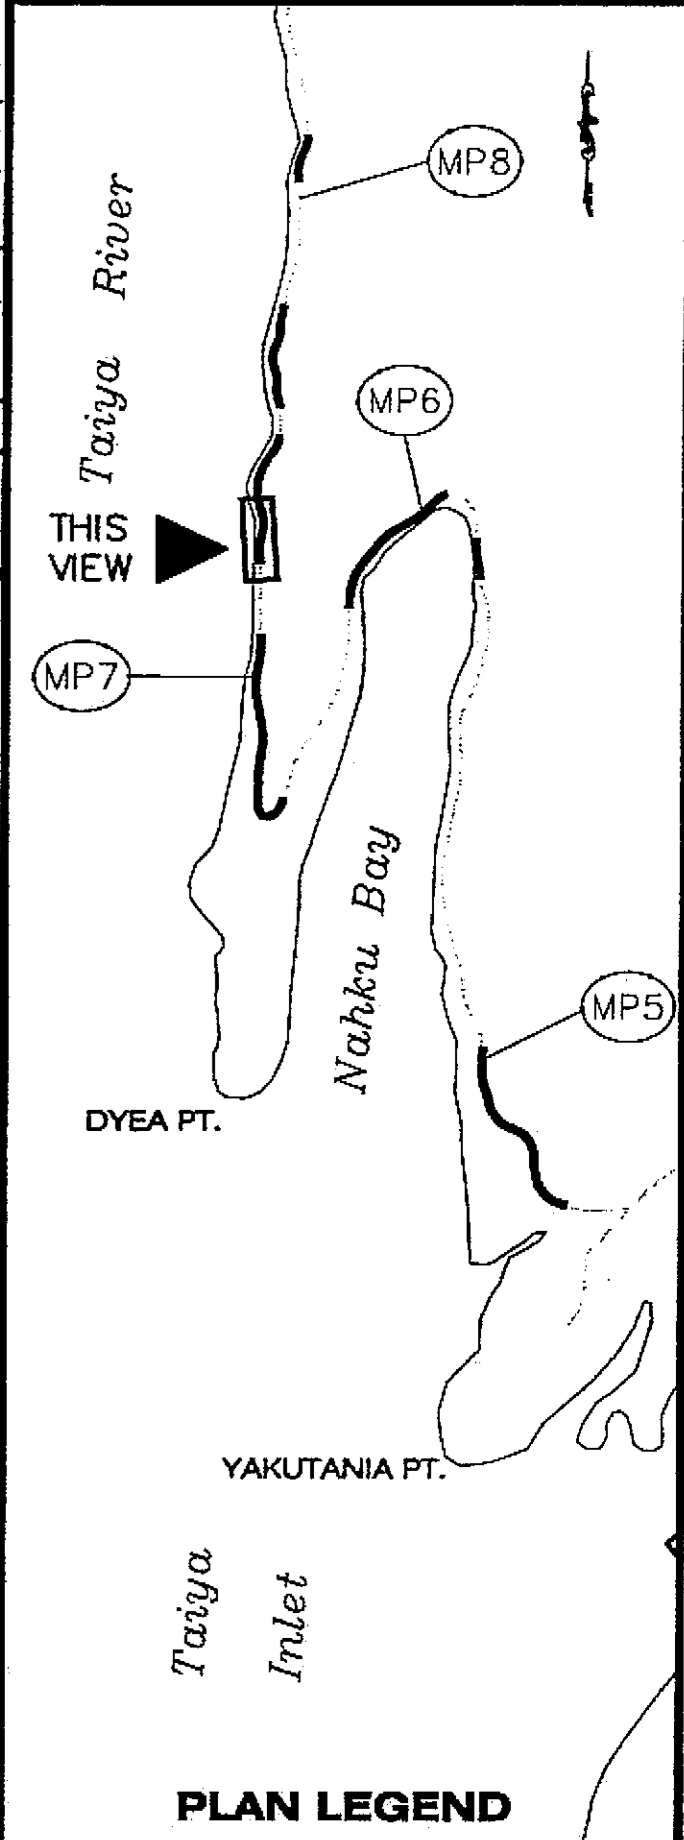 MP8
Taiya River
MP6
THIS
VIEW
MP7
Nahku Bay
MP5
DYEA PT.
YAKUTANIA PT.
Taiya
Inlet
PLAN LEGEND